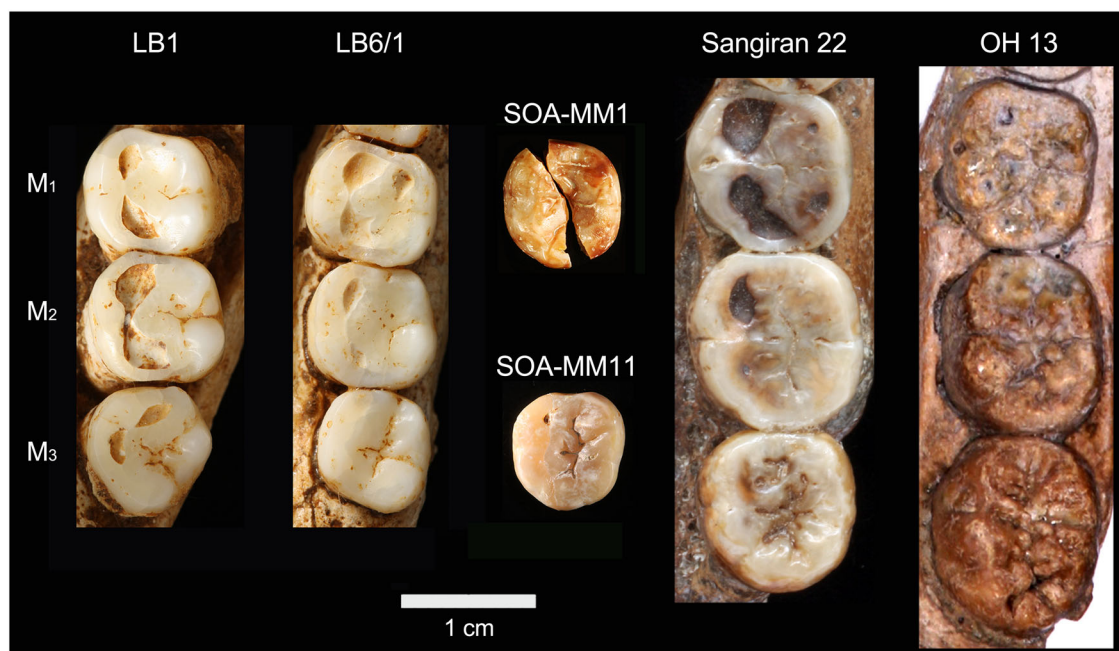 LB1
LB6/1
Sangiran 22
OH 13
SOA-MM1
M1
M2
SOA-MM11
M3
1 cm